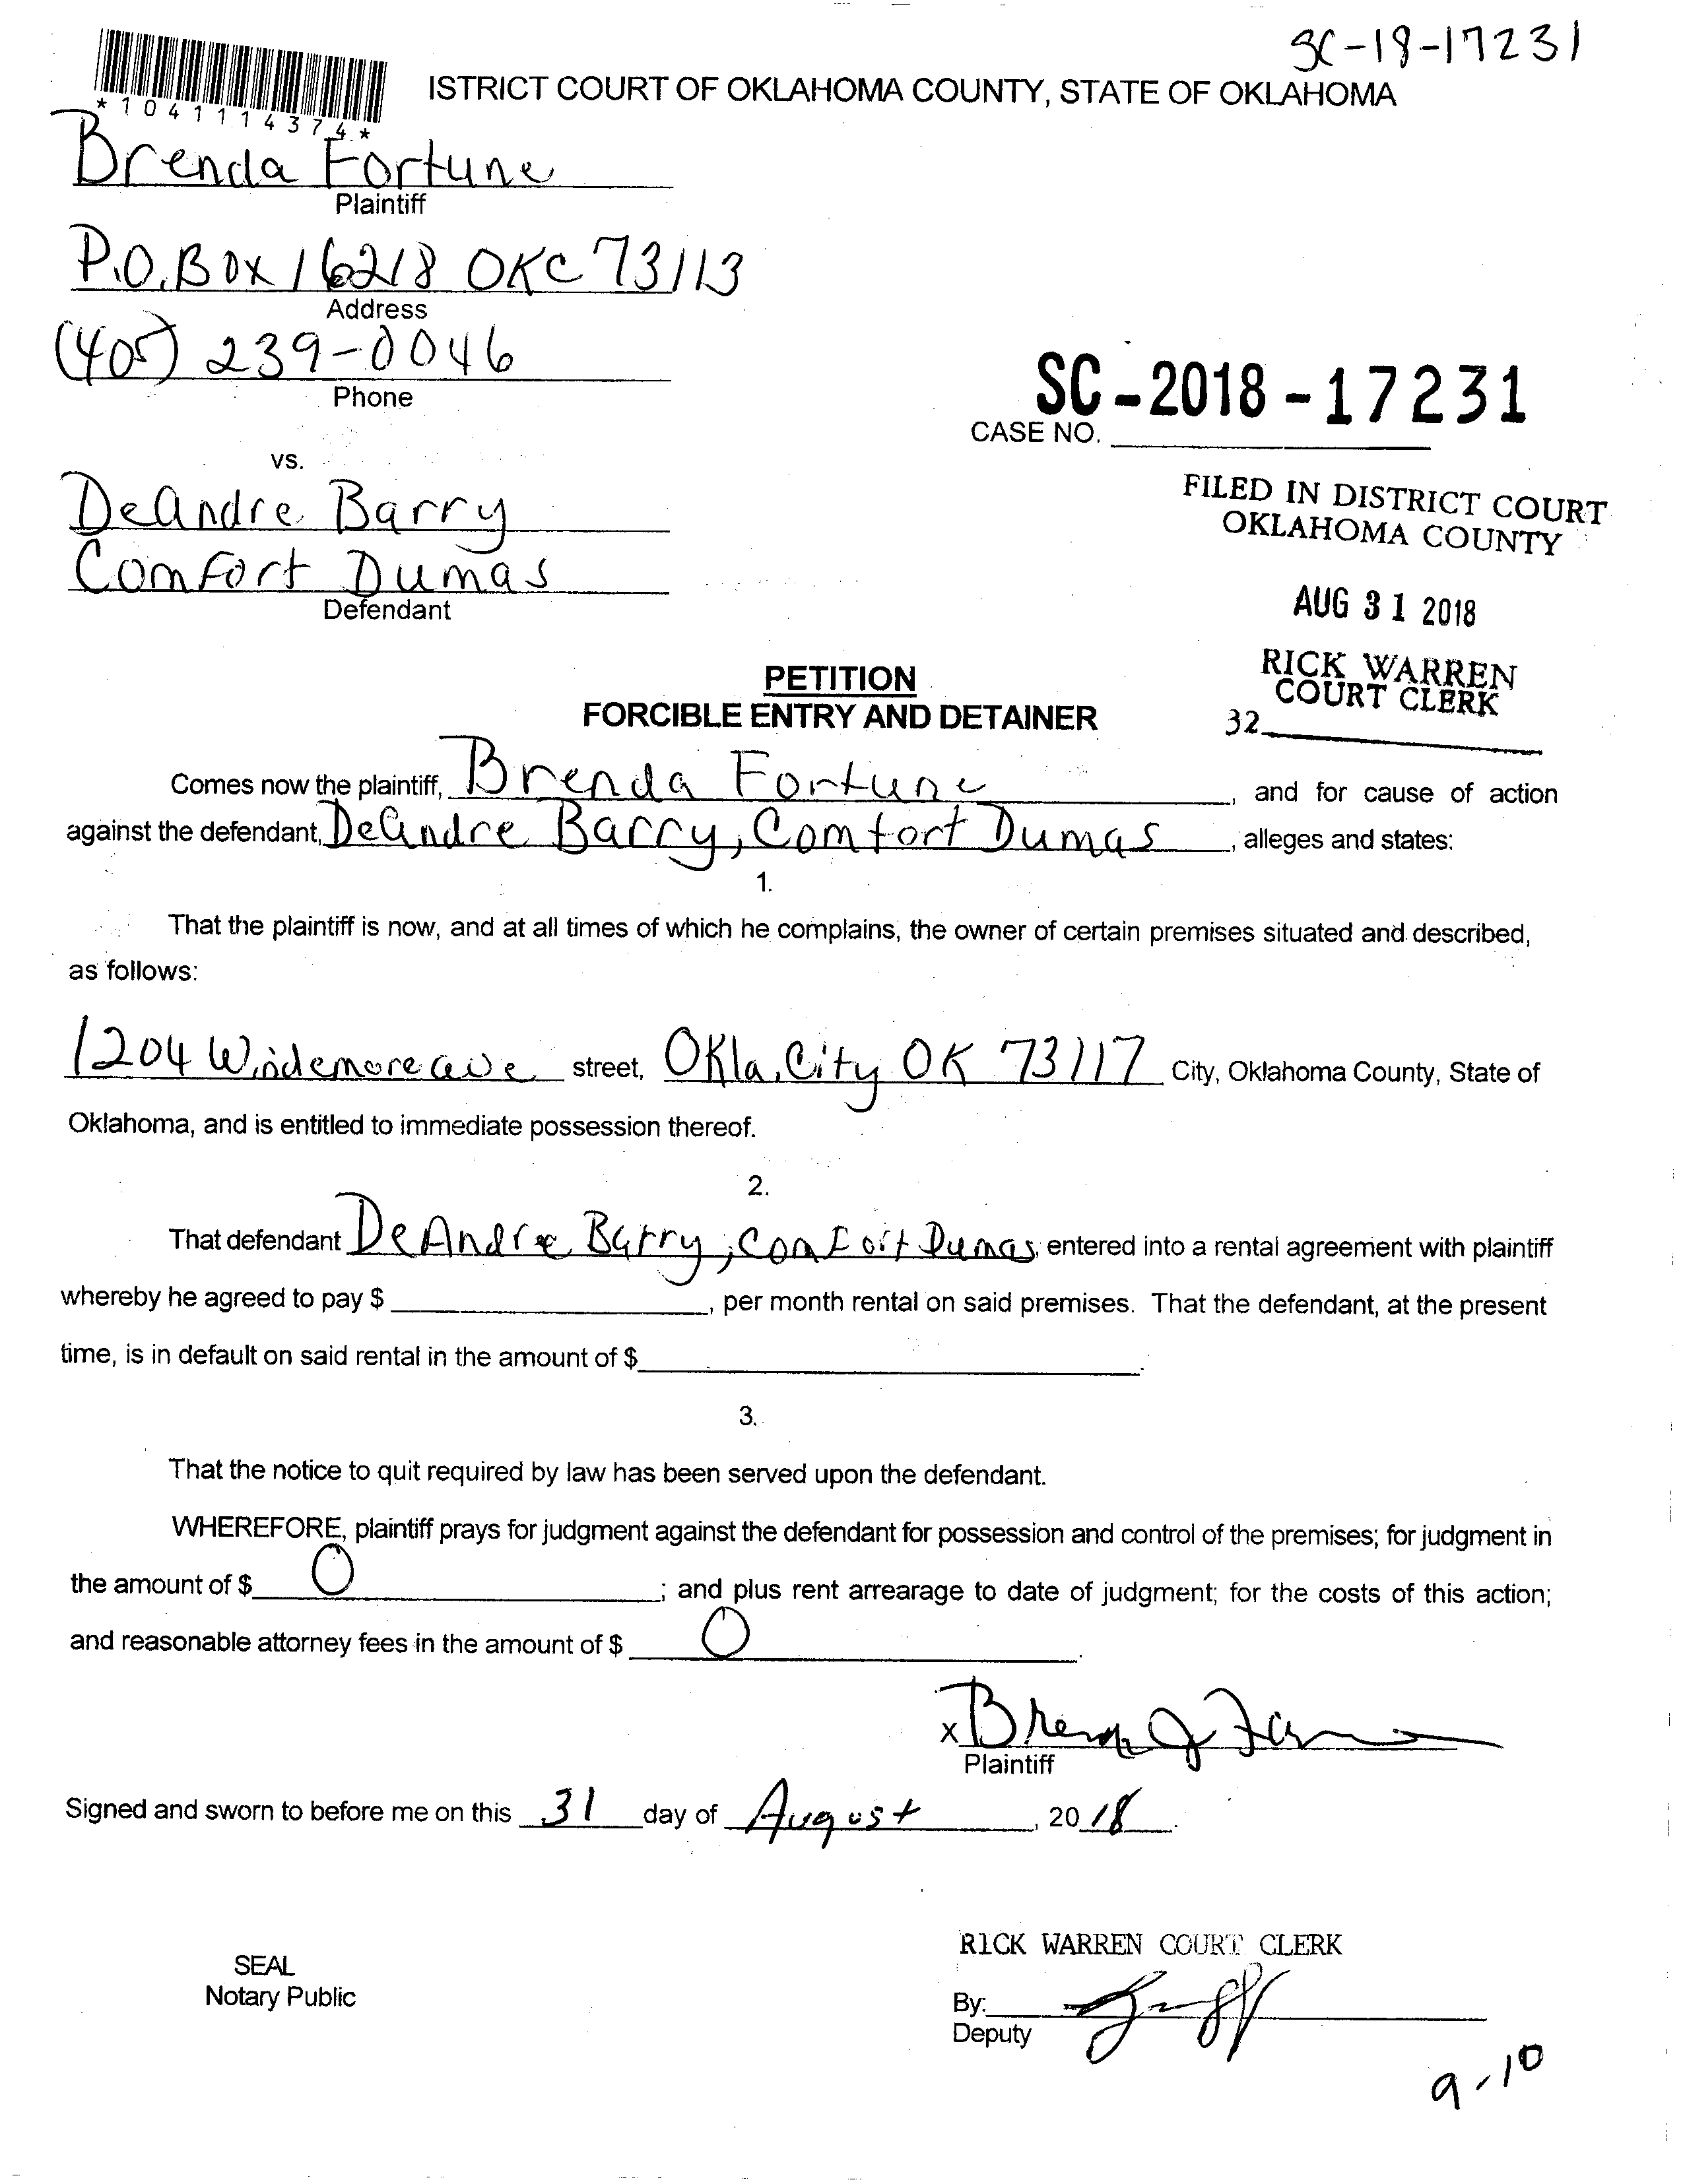 SC-18-17231
*1041114374*
ISTRICT COURT OF OKLAHOMA COUNTY, STATE OF OKLAHOMA
Brenda Fortune
Plaintiff
P.O. Box 16218 OKC 73113
Address
(405) 239-0046
Phone
SC-2018-17231
CASE NO.
vs.
DeAndre Barry
Comfort Dumas
Defendant
FILED IN DISTRICT COURT
OKLAHOMA COUNTY
AUG 31 2018
RICK WARREN
COURT CLERK
32
PETITION
FORCIBLE ENTRY AND DETAINER
Comes now the plaintiff, Brenda Fortune, and for cause of action
against the defendant, DeAndre Barry, Comfort Dumas, alleges and states:
1.
That the plaintiff is now, and at all times of which he complains, the owner of certain premises situated and described,
as follows:
1204 Windemore ave street, Okla. City OK 73117 City, Oklahoma County, State of
Oklahoma, and is entitled to immediate possession thereof.
2.
That defendant DeAndre Barry, Comfort Dumas, entered into a rental agreement with plaintiff
whereby he agreed to pay $, per month rental on said premises. That the defendant, at the present
time, is in default on said rental in the amount of $.
3.
That the notice to quit required by law has been served upon the defendant.
WHEREFORE, plaintiff prays for judgment against the defendant for possession and control of the premises; for judgment in
the amount of $ 0; and plus rent arrearage to date of judgment; for the costs of this action;
and reasonable attorney fees in the amount of $ 0.
x
Plaintiff
Signed and sworn to before me on this 31 day of August, 2018.
SEAL
Notary Public
RICK WARREN COURT CLERK
By:
Deputy
9-10